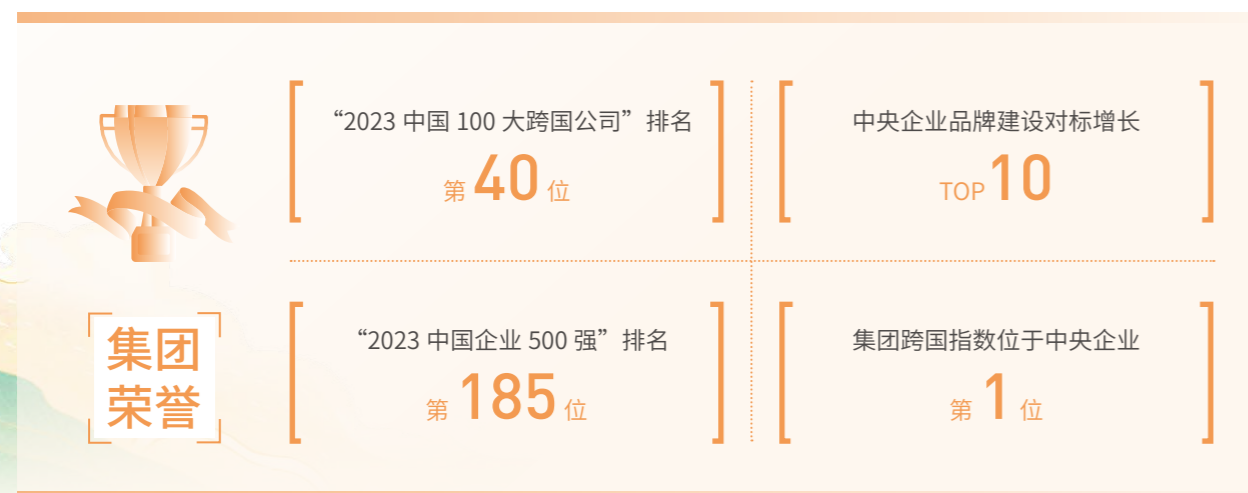 集团
荣誉
“2023 中国 100 大跨国公司”排名
第 40 位
中央企业品牌建设对标增长
TOP 10
“2023 中国企业 500 强”排名
第 185 位
集团跨国指数位于中央企业
第 1 位